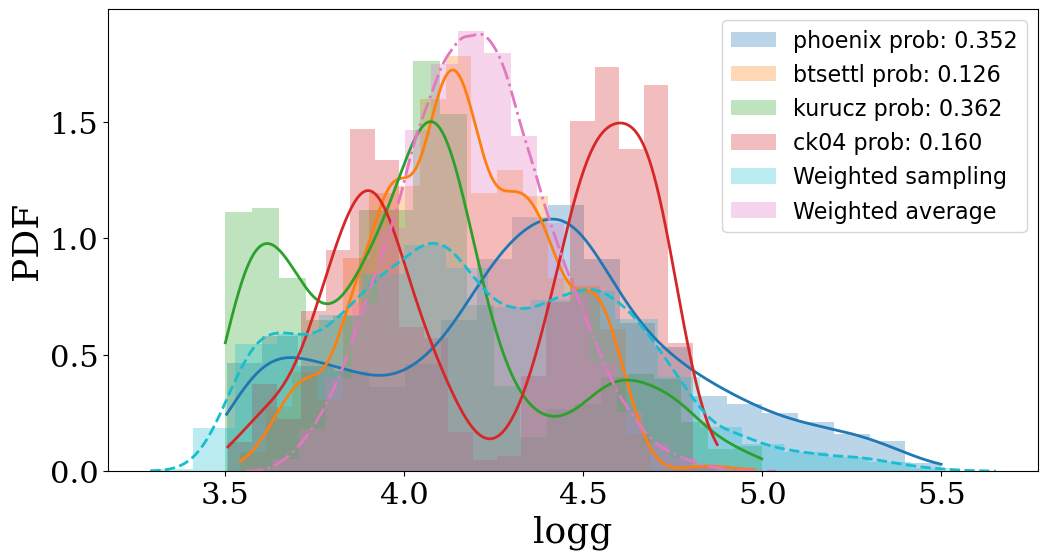 phoenix prob: 0.352
btsettl prob: 0.126
kurucz prob: 0.362
ck04 prob: 0.160
Weighted sampling
Weighted average
PDF
1.5
1.0
0.5
0.0
3.5 4.0 4.5 5.0 5.5
logg